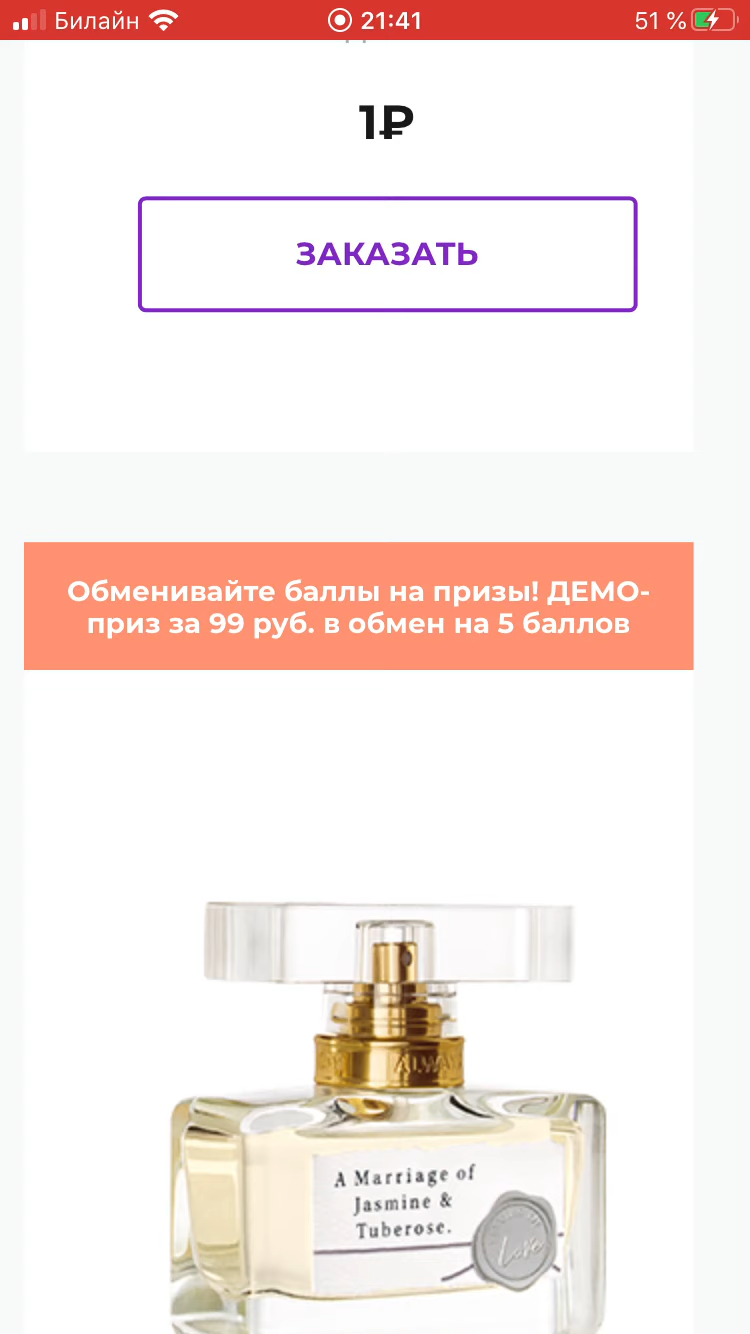 Билайн 21:41 51 %
1₽
ЗАКАЗАТЬ
Обменивайте баллы на призы! ДЕМО-
приз за 99 руб. в обмен на 5 баллов
A Marriage of
Jasmine &
Tuberose.
Love